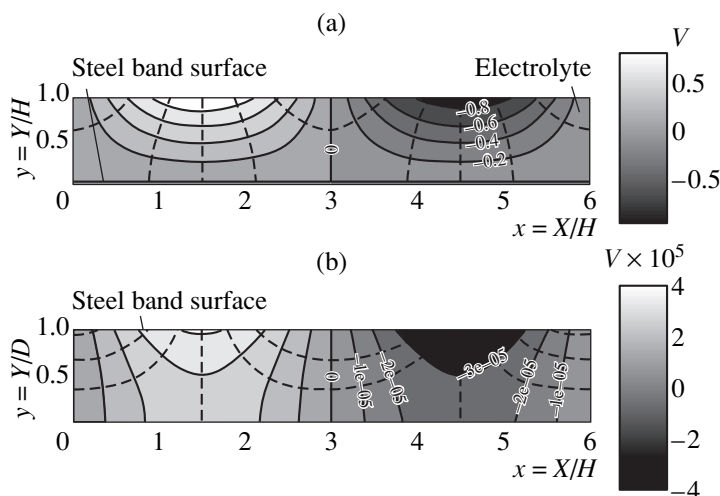 (a)
V
Steel band surface
Electrolyte
1.0
0.5
0
y = Y/H
0
−0.8
−0.6
−0.4
−0.2
0 1 2 3 4 5 6
x = X/H
0.5
0
−0.5
(b)
V × 10⁵
Steel band surface
1.0
0.5
y = Y/D
0
−1e−05
−2e−05
−3e−05
−2e−05
−1e−05
0 1 2 3 4 5 6
x = X/H
4
2
0
−2
−4